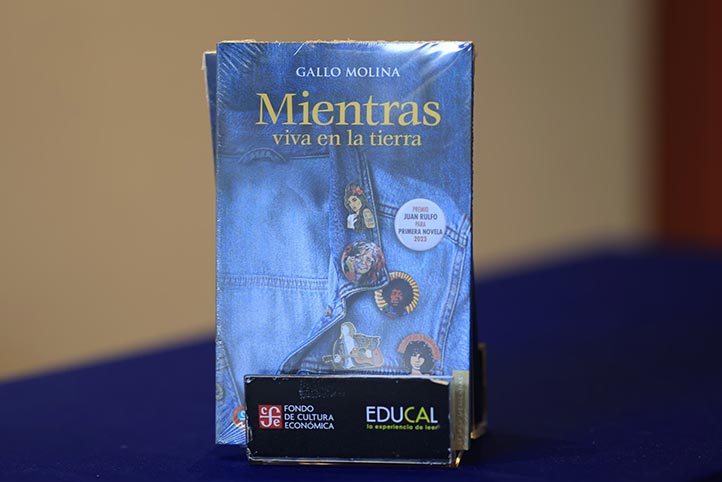 GALLO MOLINA
Mientras
viva en la tierra
PREMIO
JUAN RULFO
PARA
PRIMERA NOVELA
2023
cfe
FONDO
DE CULTURA
ECONÓMICA
EDUCAL
la experiencia de leer